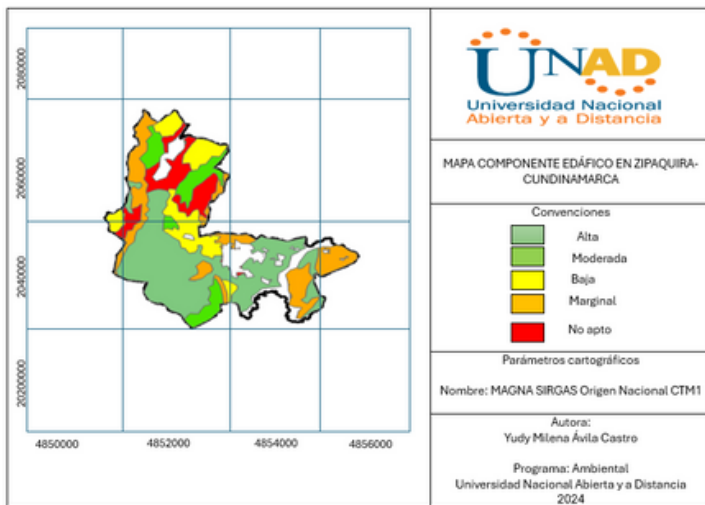 2080000
2060000
2040000
20200000
4850000
4852000
4854000
4856000
UNAD
Universidad Nacional
Abierta y a Distancia
MAPA COMPONENTE EDÁFICO EN ZIPAQUIRA-
CUNDINAMARCA
Convenciones
Alta
Moderada
Baja
Marginal
No apto
Parámetros cartográficos
Nombre: MAGNA SIRGAS Origen Nacional CTM1
Autora:
Yudy Milena Ávila Castro
Programa: Ambiental
Universidad Nacional Abierta y a Distancia
2024